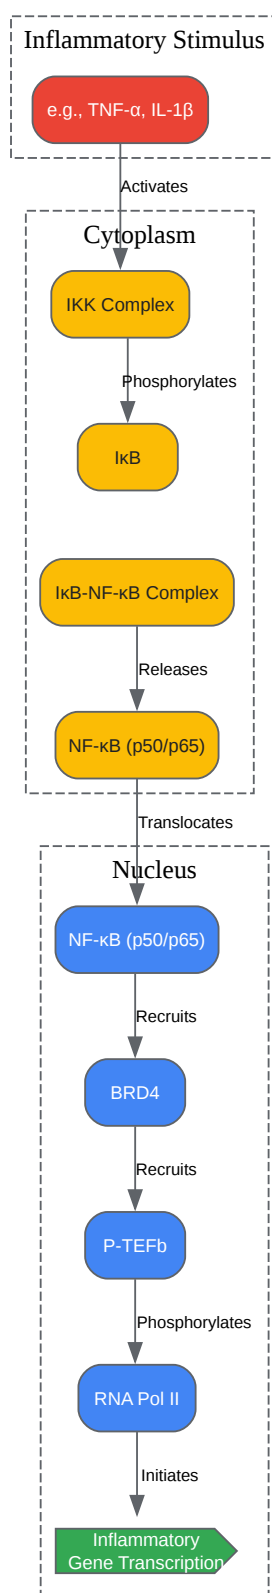 Inflammatory Stimulus
e.g., TNF-α, IL-1β
Activates
Cytoplasm
IKK Complex
Phosphorylates
IκB
IκB-NF-κB Complex
Releases
NF-κB (p50/p65)
Translocates
Nucleus
NF-κB (p50/p65)
Recruits
BRD4
Recruits
P-TEFb
Phosphorylates
RNA Pol II
Initiates
Inflammatory
Gene Transcription